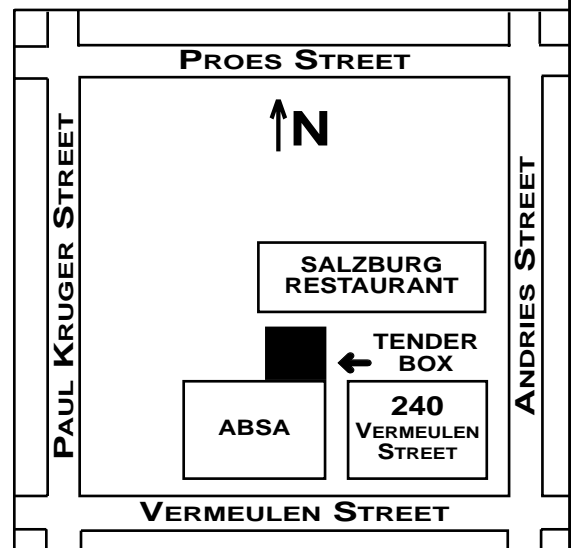 PROES STREET
N
PAUL KRUGER STREET
ANDRIES STREET
SALZBURG
RESTAURANT
TENDER
BOX
ABSA
240
VERMEULEN
STREET
VERMEULEN STREET